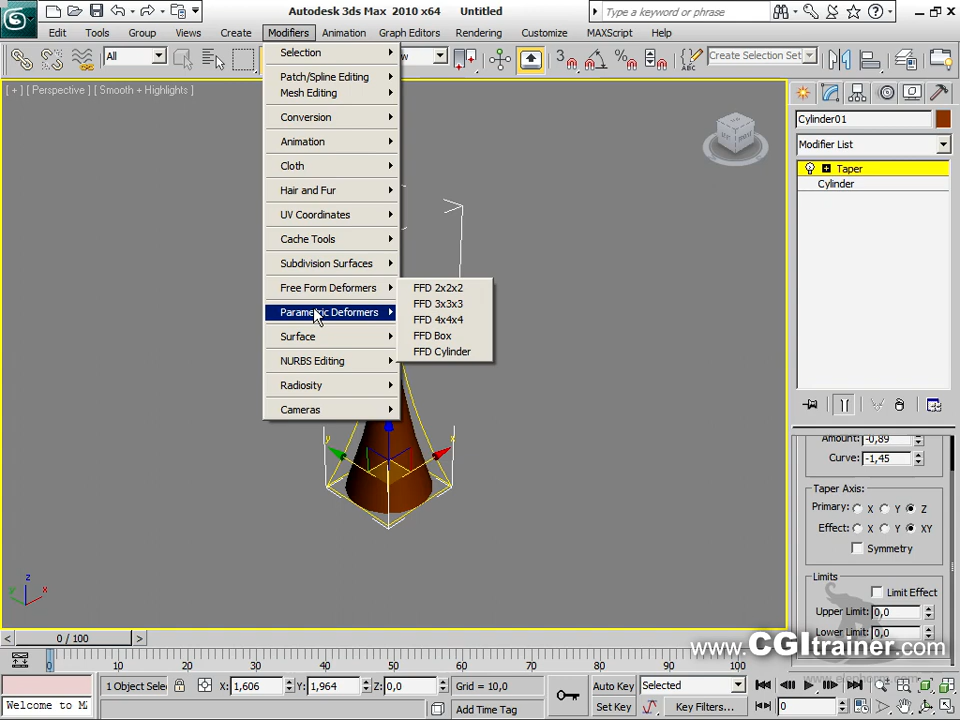 Autodesk 3ds Max 2010 x64 Untitled
Type a keyword or phrase
Edit Tools Group Views Create Modifiers Animation Graph Editors Rendering Customize MAXScript Help
All
Create Selection Set
[ + ] [ Perspective ] [ Smooth + Highlights ]
Selection
Patch/Spline Editing
Mesh Editing
Conversion
Animation
Cloth
Hair and Fur
UV Coordinates
Cache Tools
Subdivision Surfaces
Free Form Deformers
Parametric Deformers
Surface
NURBS Editing
Radiosity
Cameras
FFD 2x2x2
FFD 3x3x3
FFD 4x4x4
FFD Box
FFD Cylinder
Cylinder01
Modifier List
Taper
Cylinder
Amount: -0,89
Curve: -1,45
Taper Axis:
Primary: X Y Z
Effect: X Y XY
Symmetry
Limits
Limit Effect
Upper Limit: 0,0
Lower Limit: 0,0
y x
z
x
www.CGItrainer.com
0 / 100
0 10 20 30 40 50 60 70 80 90 100
1 Object Selec X: 1,606 Y: 1,964 Z: 0,0 Grid = 10,0 Auto Key Selected
Welcome to M Add Time Tag Set Key Key Filters... 0